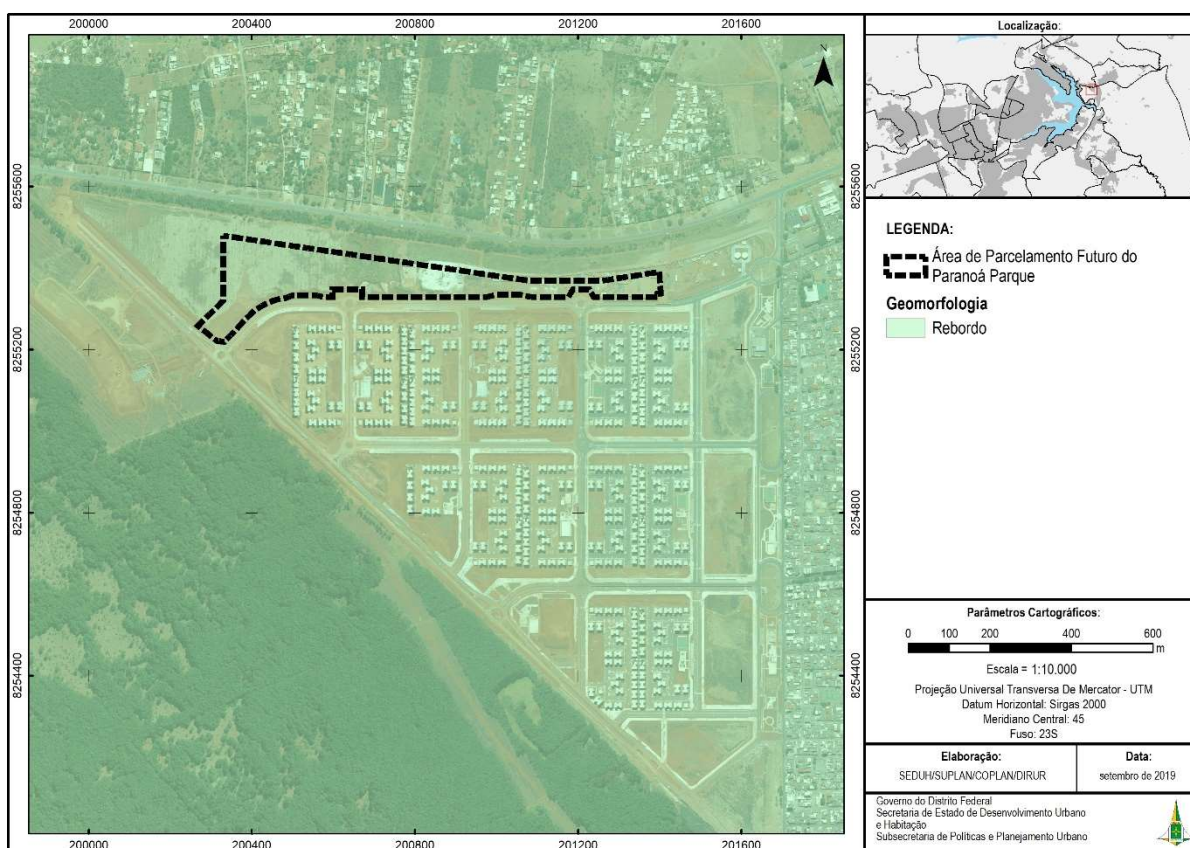 200000 200400 200800 201200 201600
8255600
8255200
8254800
8254400
8255600
8255200
8254800
8254400
200000 200400 200800 201200 201600
N
Localização:
LEGENDA:
Área de Parcelamento Futuro do
Paranoá Parque
Geomorfologia
Rebordo
Parâmetros Cartográficos:
0 100 200 400 600
m
Escala = 1:10.000
Projeção Universal Transversa De Mercator - UTM
Datum Horizontal: Sirgas 2000
Meridiano Central: 45
Fuso: 23S
Elaboração:
SEDUH/SUPLAN/COPLAN/DIRUR
Data:
setembro de 2019
Governo do Distrito Federal
Secretaria de Estado de Desenvolvimento Urbano
e Habitação
Subsecretaria de Políticas e Planejamento Urbano